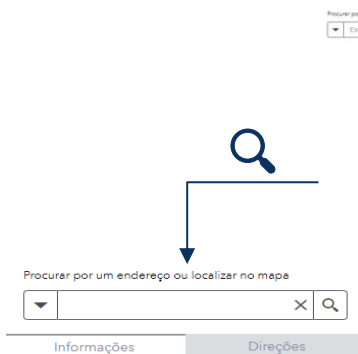 Procurar por um endereço ou localizar no mapa
Informações
Direções